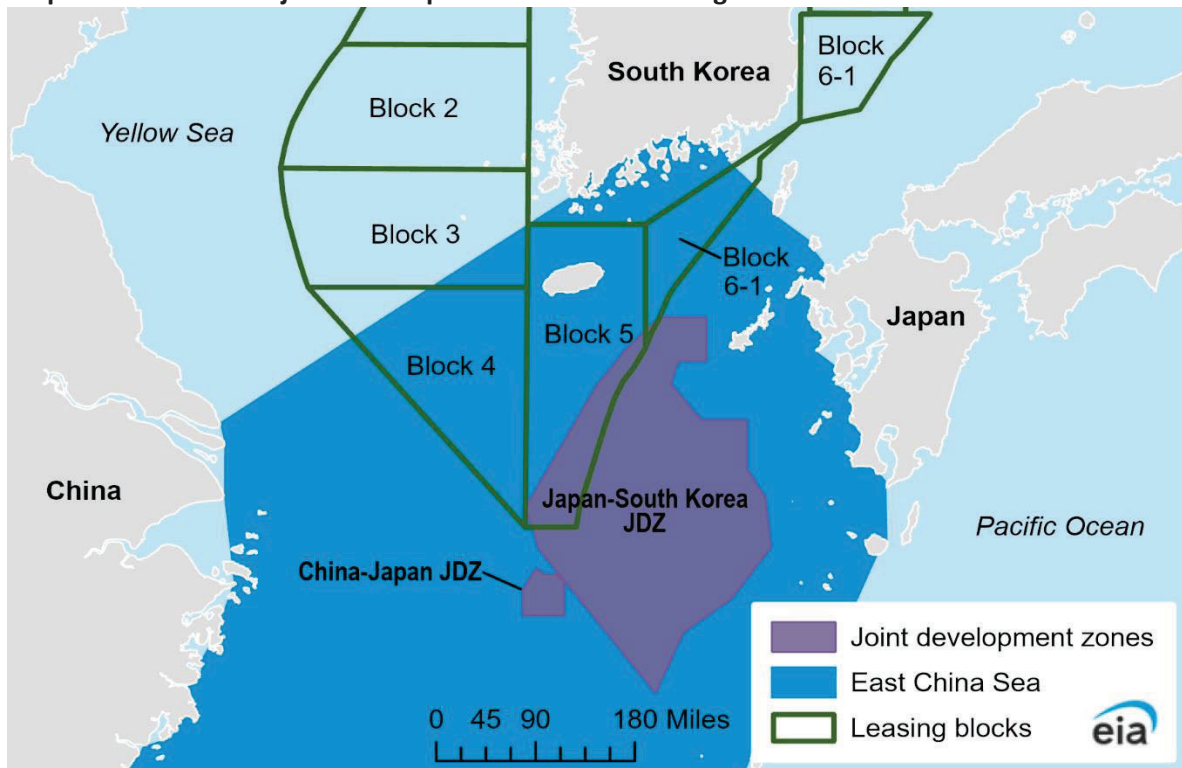 South Korea
Block
6-1
Block 2
Yellow Sea
Block 3
Block
6-1
Japan
Block 5
Block 4
China
Japan-South Korea
JDZ
Pacific Ocean
China-Japan JDZ
Joint development zones
East China Sea
Leasing blocks
0 45 90 180 Miles
eia